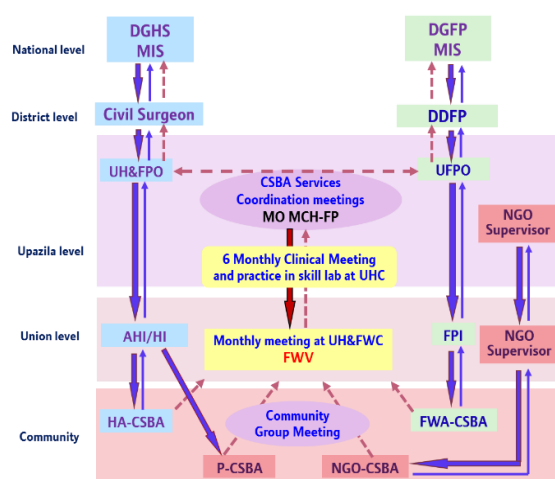 National level
DGHS
MIS
DGFP
MIS
District level
Civil Surgeon
DDFP
UH&FPO
UFPO
CSBA Services
Coordination meetings
MO MCH-FP
NGO
Supervisor
Upazila level
6 Monthly Clinical Meeting
and practice in skill lab at UHC
Union level
AHI/HI
Monthly meeting at UH&FWC
FWV
FPI
NGO
Supervisor
HA-CSBA
Community
Group Meeting
FWA-CSBA
Community
P-CSBA
NGO-CSBA